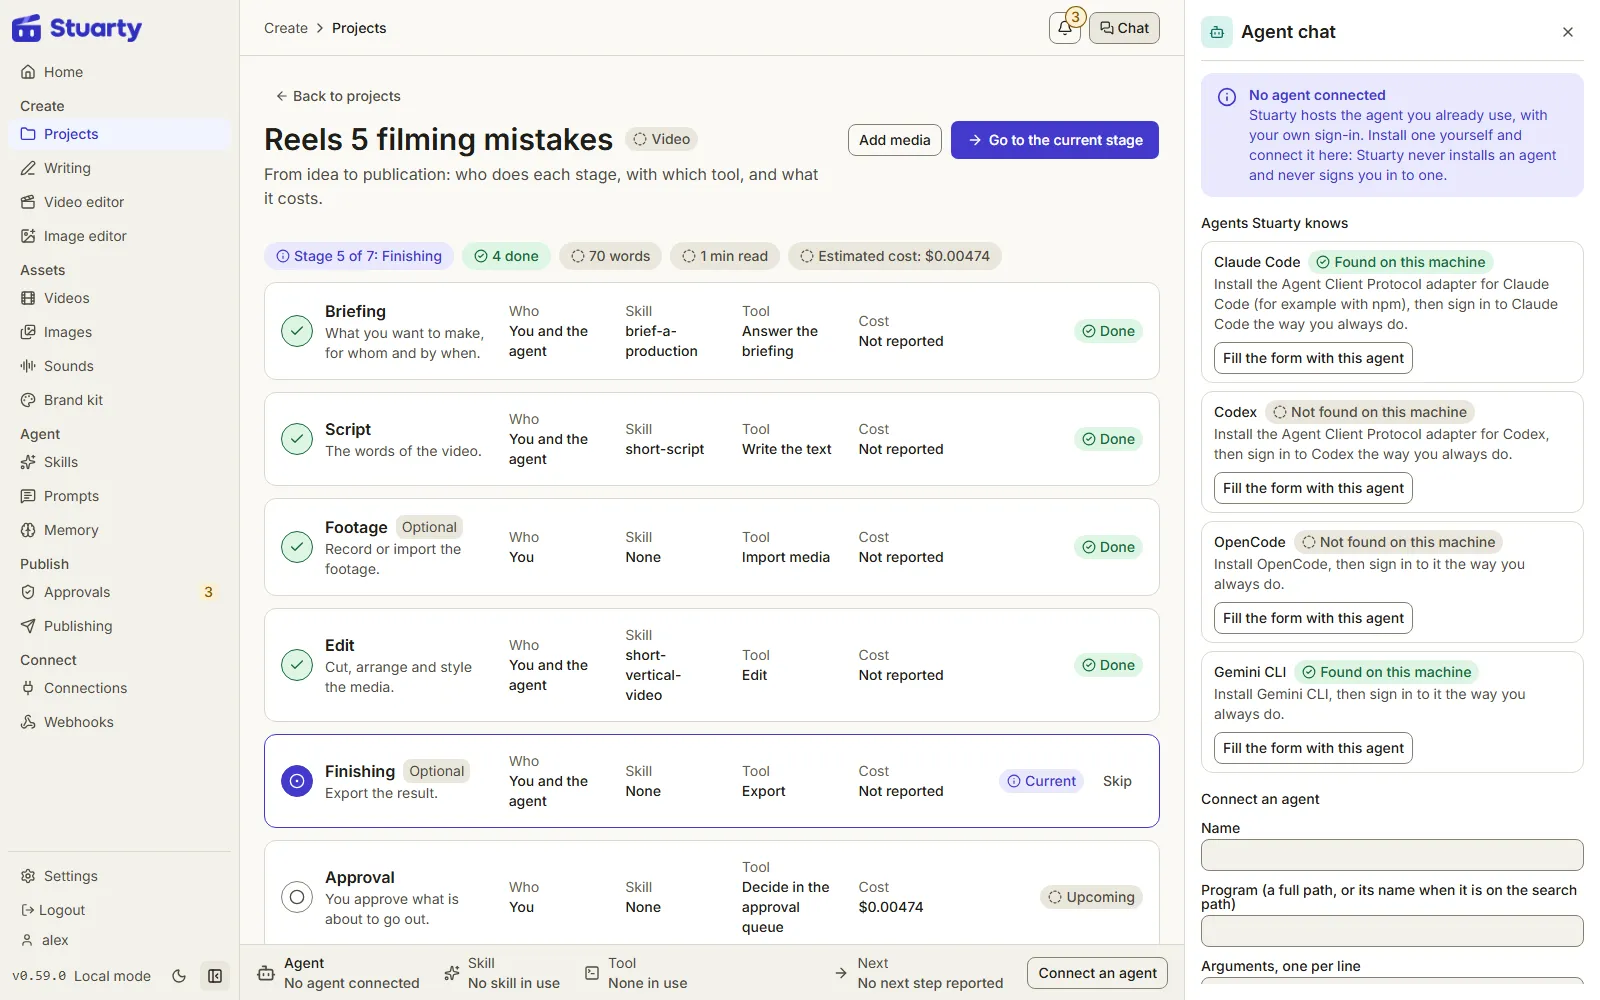 Stuarty
Home
Create
Projects
Writing
Video editor
Image editor
Assets
Videos
Images
Sounds
Brand kit
Agent
Skills
Prompts
Memory
Publish
Approvals 3
Publishing
Connect
Connections
Webhooks
Settings
Logout
alex
v0.59.0 Local mode
Create > Projects
3
Chat
← Back to projects
Reels 5 filming mistakes Video
Add media
→ Go to the current stage
From idea to publication: who does each stage, with which tool, and what
it costs.
Stage 5 of 7: Finishing 4 done 70 words 1 min read Estimated cost: $0.00474
Briefing
What you want to make,
for whom and by when.
Who
You and the
agent
Skill
brief-a-
production
Tool
Answer the
briefing
Cost
Not reported
Done
Script
The words of the video.
Who
You and the
agent
Skill
short-script
Tool
Write the text
Cost
Not reported
Done
Footage Optional
Record or import the
footage.
Who
You
Skill
None
Tool
Import media
Cost
Not reported
Done
Edit
Cut, arrange and style
the media.
Who
You and the
agent
Skill
short-
vertical-
video
Tool
Edit
Cost
Not reported
Done
Finishing Optional
Export the result.
Who
You and the
agent
Skill
None
Tool
Export
Cost
Not reported
Current
Skip
Approval
You approve what is
about to go out.
Who
You
Skill
None
Tool
Decide in the
approval
queue
Cost
$0.00474
Upcoming
Agent
No agent connected
Skill
No skill in use
Tool
None in use
→ Next
No next step reported
Connect an agent
Agent chat
No agent connected
Stuarty hosts the agent you already use, with
your own sign-in. Install one yourself and
connect it here: Stuarty never installs an agent
and never signs you in to one.
Agents Stuarty knows
Claude Code Found on this machine
Install the Agent Client Protocol adapter for Claude
Code (for example with npm), then sign in to Claude
Code the way you always do.
Fill the form with this agent
Codex Not found on this machine
Install the Agent Client Protocol adapter for Codex,
then sign in to Codex the way you always do.
Fill the form with this agent
OpenCode Not found on this machine
Install OpenCode, then sign in to it the way you
always do.
Fill the form with this agent
Gemini CLI Found on this machine
Install Gemini CLI, then sign in to it the way you
always do.
Fill the form with this agent
Connect an agent
Name
Program (a full path, or its name when it is on the search
path)
Arguments, one per line